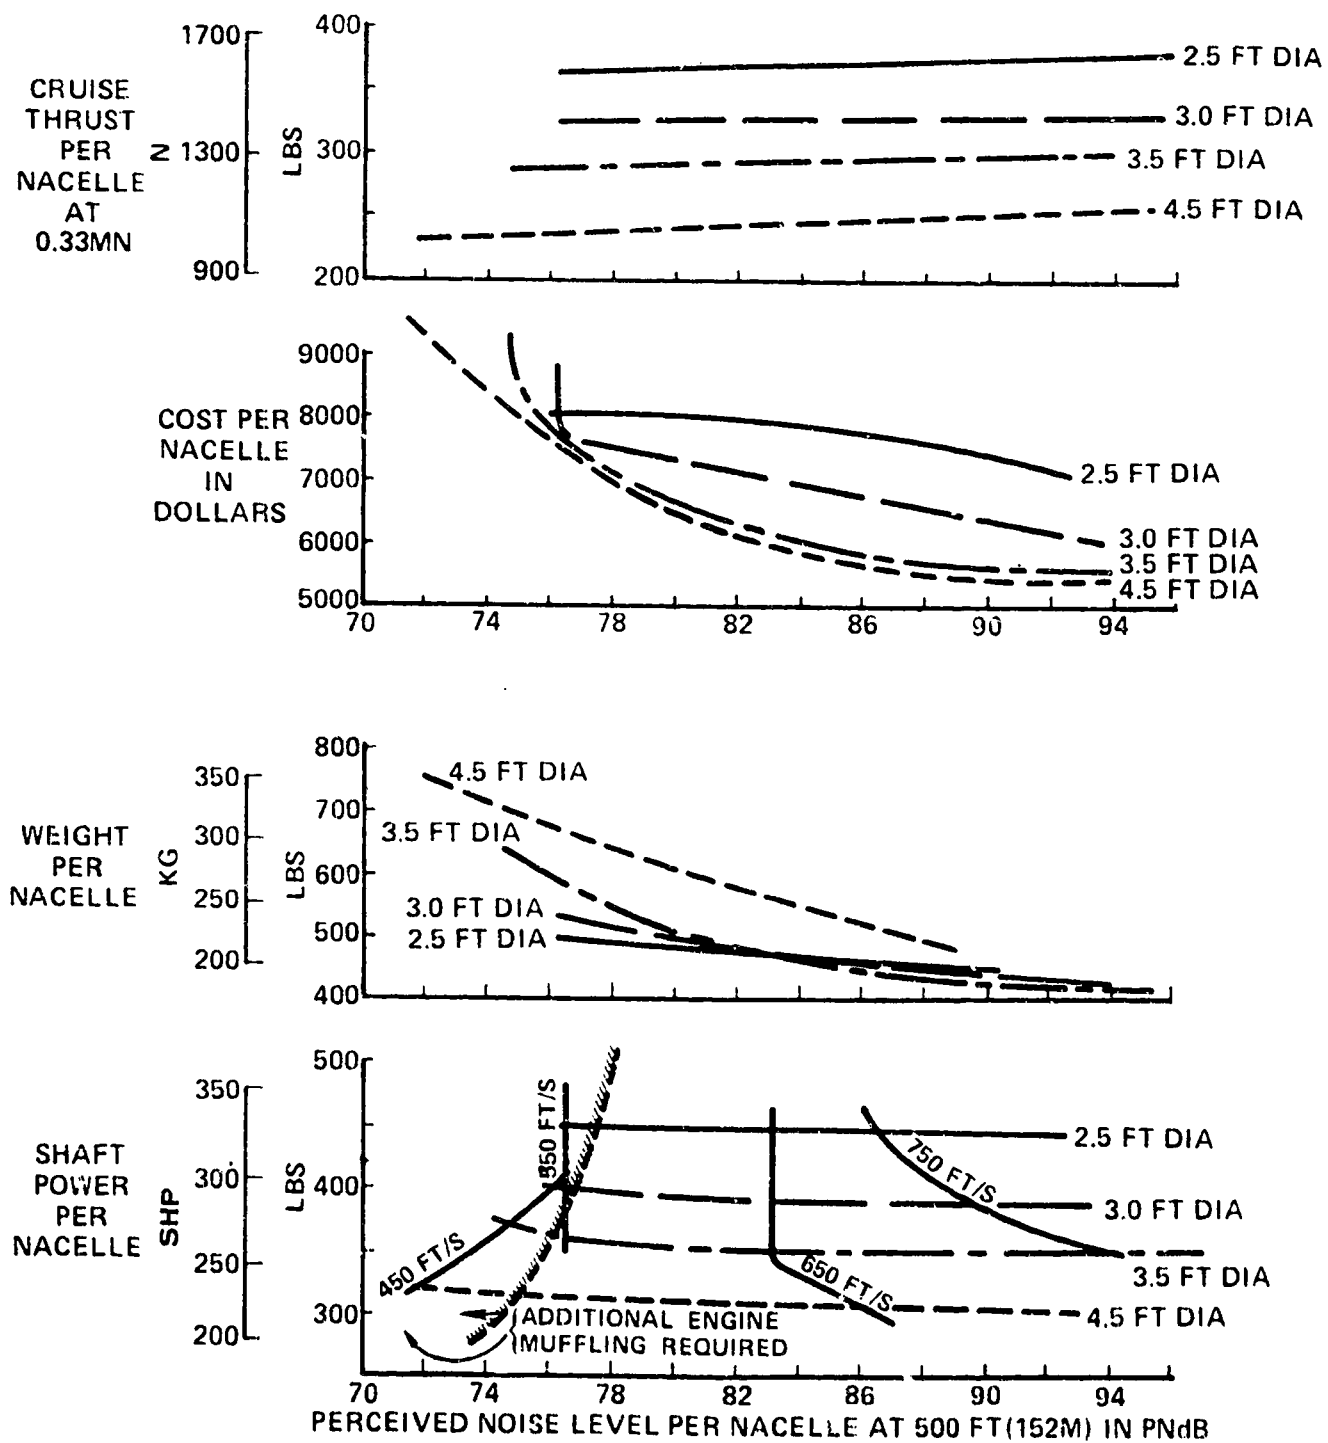 CRUISE
THRUST
PER
NACELLE
AT
0.33MN
N
1700
1300
900
LBS
400
300
200
2.5 FT DIA
3.0 FT DIA
3.5 FT DIA
4.5 FT DIA
COST PER
NACELLE
IN
DOLLARS
9000
8000
7000
6000
5000
2.5 FT DIA
3.0 FT DIA
3.5 FT DIA
4.5 FT DIA
70 74 78 82 86 90 94
WEIGHT
PER
NACELLE
KG
350
300
250
200
LBS
800
700
600
500
400
4.5 FT DIA
3.5 FT DIA
3.0 FT DIA
2.5 FT DIA
SHAFT
POWER
PER
NACELLE
SHP
350
300
250
200
LBS
500
400
300
450 FT/S
550 FT/S
650 FT/S
750 FT/S
2.5 FT DIA
3.0 FT DIA
3.5 FT DIA
4.5 FT DIA
ADDITIONAL ENGINE
MUFFLING REQUIRED
70 74 78 82 86 90 94
PERCEIVED NOISE LEVEL PER NACELLE AT 500 FT(152M) IN PNdB